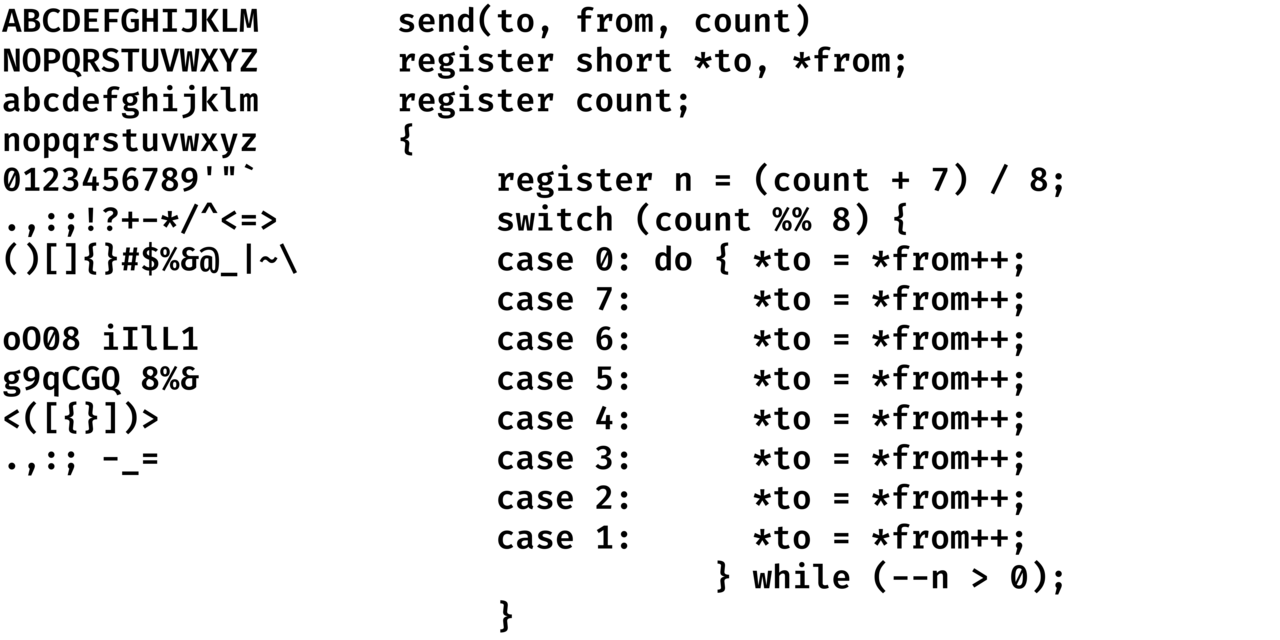 ABCDEFGHIJKLM
NOPQRSTUVWXYZ
abcdefghijklm
nopqrstuvwxyz
0123456789'"`
.,:;!?+-*/^<=>
()[]{}#$%&@_|~\
oO08 iIlL1
g9qCGQ 8%&
<([{}])>
.,:; -_=
send(to, from, count)
register short *to, *from;
register count;
{
     register n = (count + 7) / 8;
     switch (count %% 8) {
     case 0: do { *to = *from++;
     case 7:      *to = *from++;
     case 6:      *to = *from++;
     case 5:      *to = *from++;
     case 4:      *to = *from++;
     case 3:      *to = *from++;
     case 2:      *to = *from++;
     case 1:      *to = *from++;
                } while (--n > 0);
     }